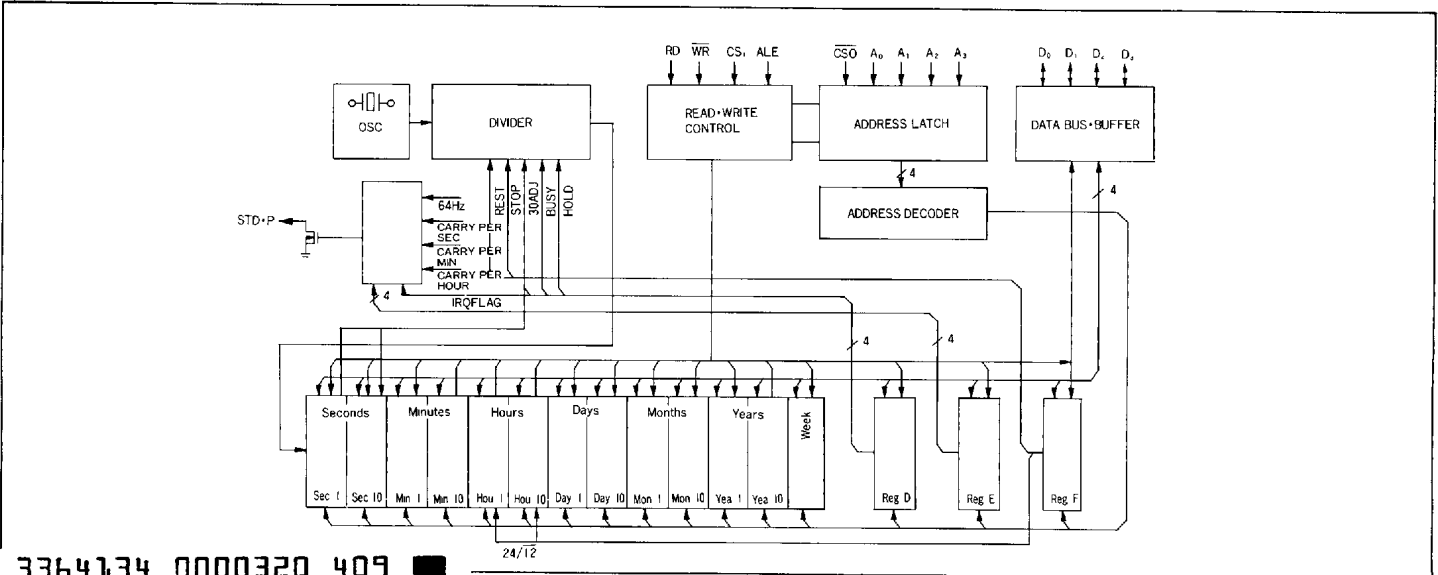 RD WR CS₁ ALE
CSO A₀ A₁ A₂ A₃
D₀ D₁ D₂ D₃
OSC
DIVIDER
READ•WRITE
CONTROL
ADDRESS LATCH
DATA BUS•BUFFER
4
4
ADDRESS DECODER
REST
STOP
30ADJ
BUSY
HOLD
64Hz
CARRY PER
SEC
CARRY PER
MIN
CARRY PER
HOUR
STD•P
4
IRQFLAG
4
4
Seconds Minutes Hours Days Months Years Week
Sec 1 Sec 10 Min 1 Min 10 Hou 1 Hou 10 Day 1 Day 10 Mon 1 Mon 10 Yea 1 Yea 10
Reg D Reg E Reg F
24/12
3364134 0000320 409